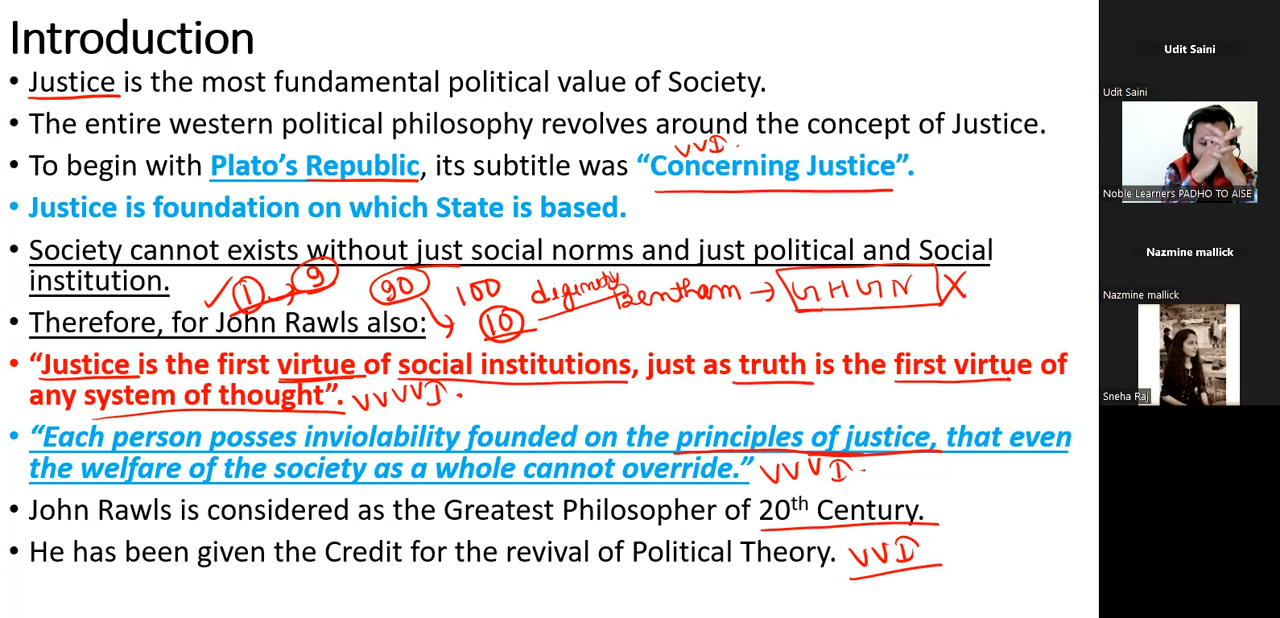 Introduction
• Justice is the most fundamental political value of Society.
• The entire western political philosophy revolves around the concept of Justice.
VVI.
• To begin with Plato’s Republic, its subtitle was “Concerning Justice”.
• Justice is foundation on which State is based.
• Society cannot exists without just social norms and just political and Social
institution.
1 → 9 90 100 10 digimoty Bentham → GHGN X
• Therefore, for John Rawls also:
• “Justice is the first virtue of social institutions, just as truth is the first virtue of
any system of thought”. VVVVI.
• “Each person posses inviolability founded on the principles of justice, that even
the welfare of the society as a whole cannot override.” VVVI.
• John Rawls is considered as the Greatest Philosopher of 20th Century.
• He has been given the Credit for the revival of Political Theory. VVI
Udit Saini
Udit Saini
Noble Learners PADHO TO AISE
Nazmine mallick
Nazmine mallick
Sneha Raj